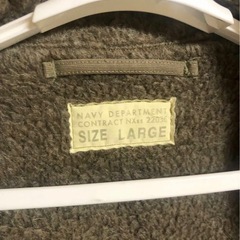 NAVY DEPARTMENT
CONTRACT
SIZE LARGE